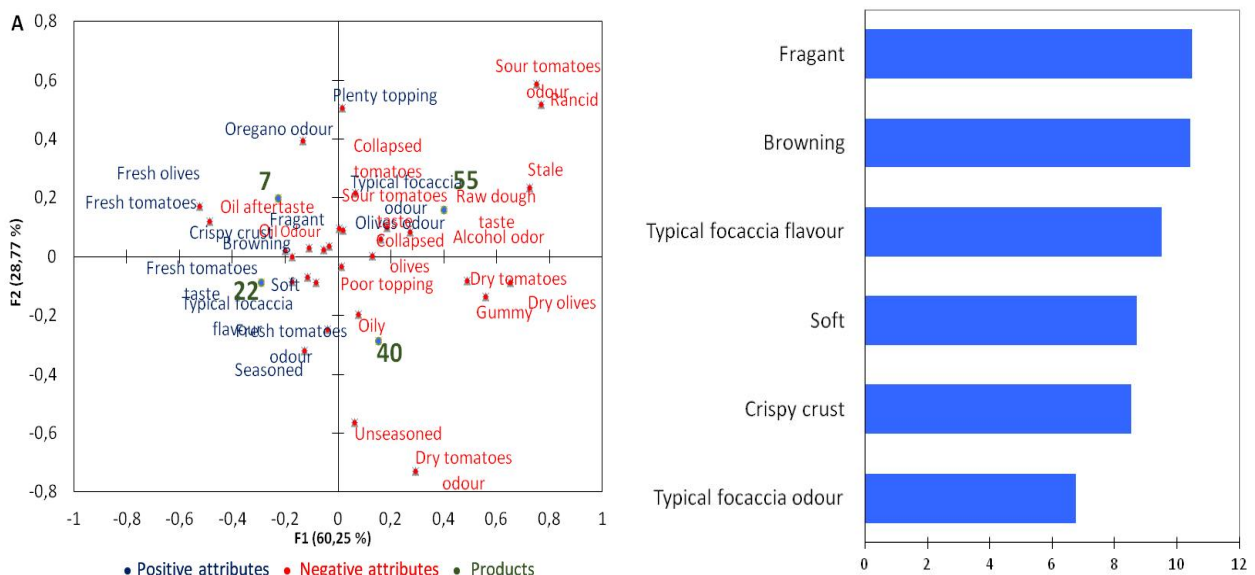 A
0,8
0,6
0,4
0,2
0
-0,2
-0,4
-0,6
-0,8
F2 (28,77 %)
Sour tomatoes
odour
Rancid
Plenty topping
Oregano odour
Collapsed
tomatoes
Fresh olives
7
Typical focaccia
odour
55
Stale
Fresh tomatoes
Oil aftertaste
Sour tomatoes
taste
Raw dough
taste
Fragant
Olives odour
Crispy crust
Oil Odour
Alcohol odor
Browning
Collapsed
olives
Fresh tomatoes
taste
22
Soft
Poor topping
Dry tomatoes
Typical focaccia
flavour
Dry olives
Gummy
Oily
Fresh tomatoes
odour
40
Seasoned
Unseasoned
Dry tomatoes
odour
-1 -0,8 -0,6 -0,4 -0,2 0 0,2 0,4 0,6 0,8 1
F1 (60,25 %)
Positive attributes Negative attributes Products
Fragant
Browning
Typical focaccia flavour
Soft
Crispy crust
Typical focaccia odour
0 2 4 6 8 10 12